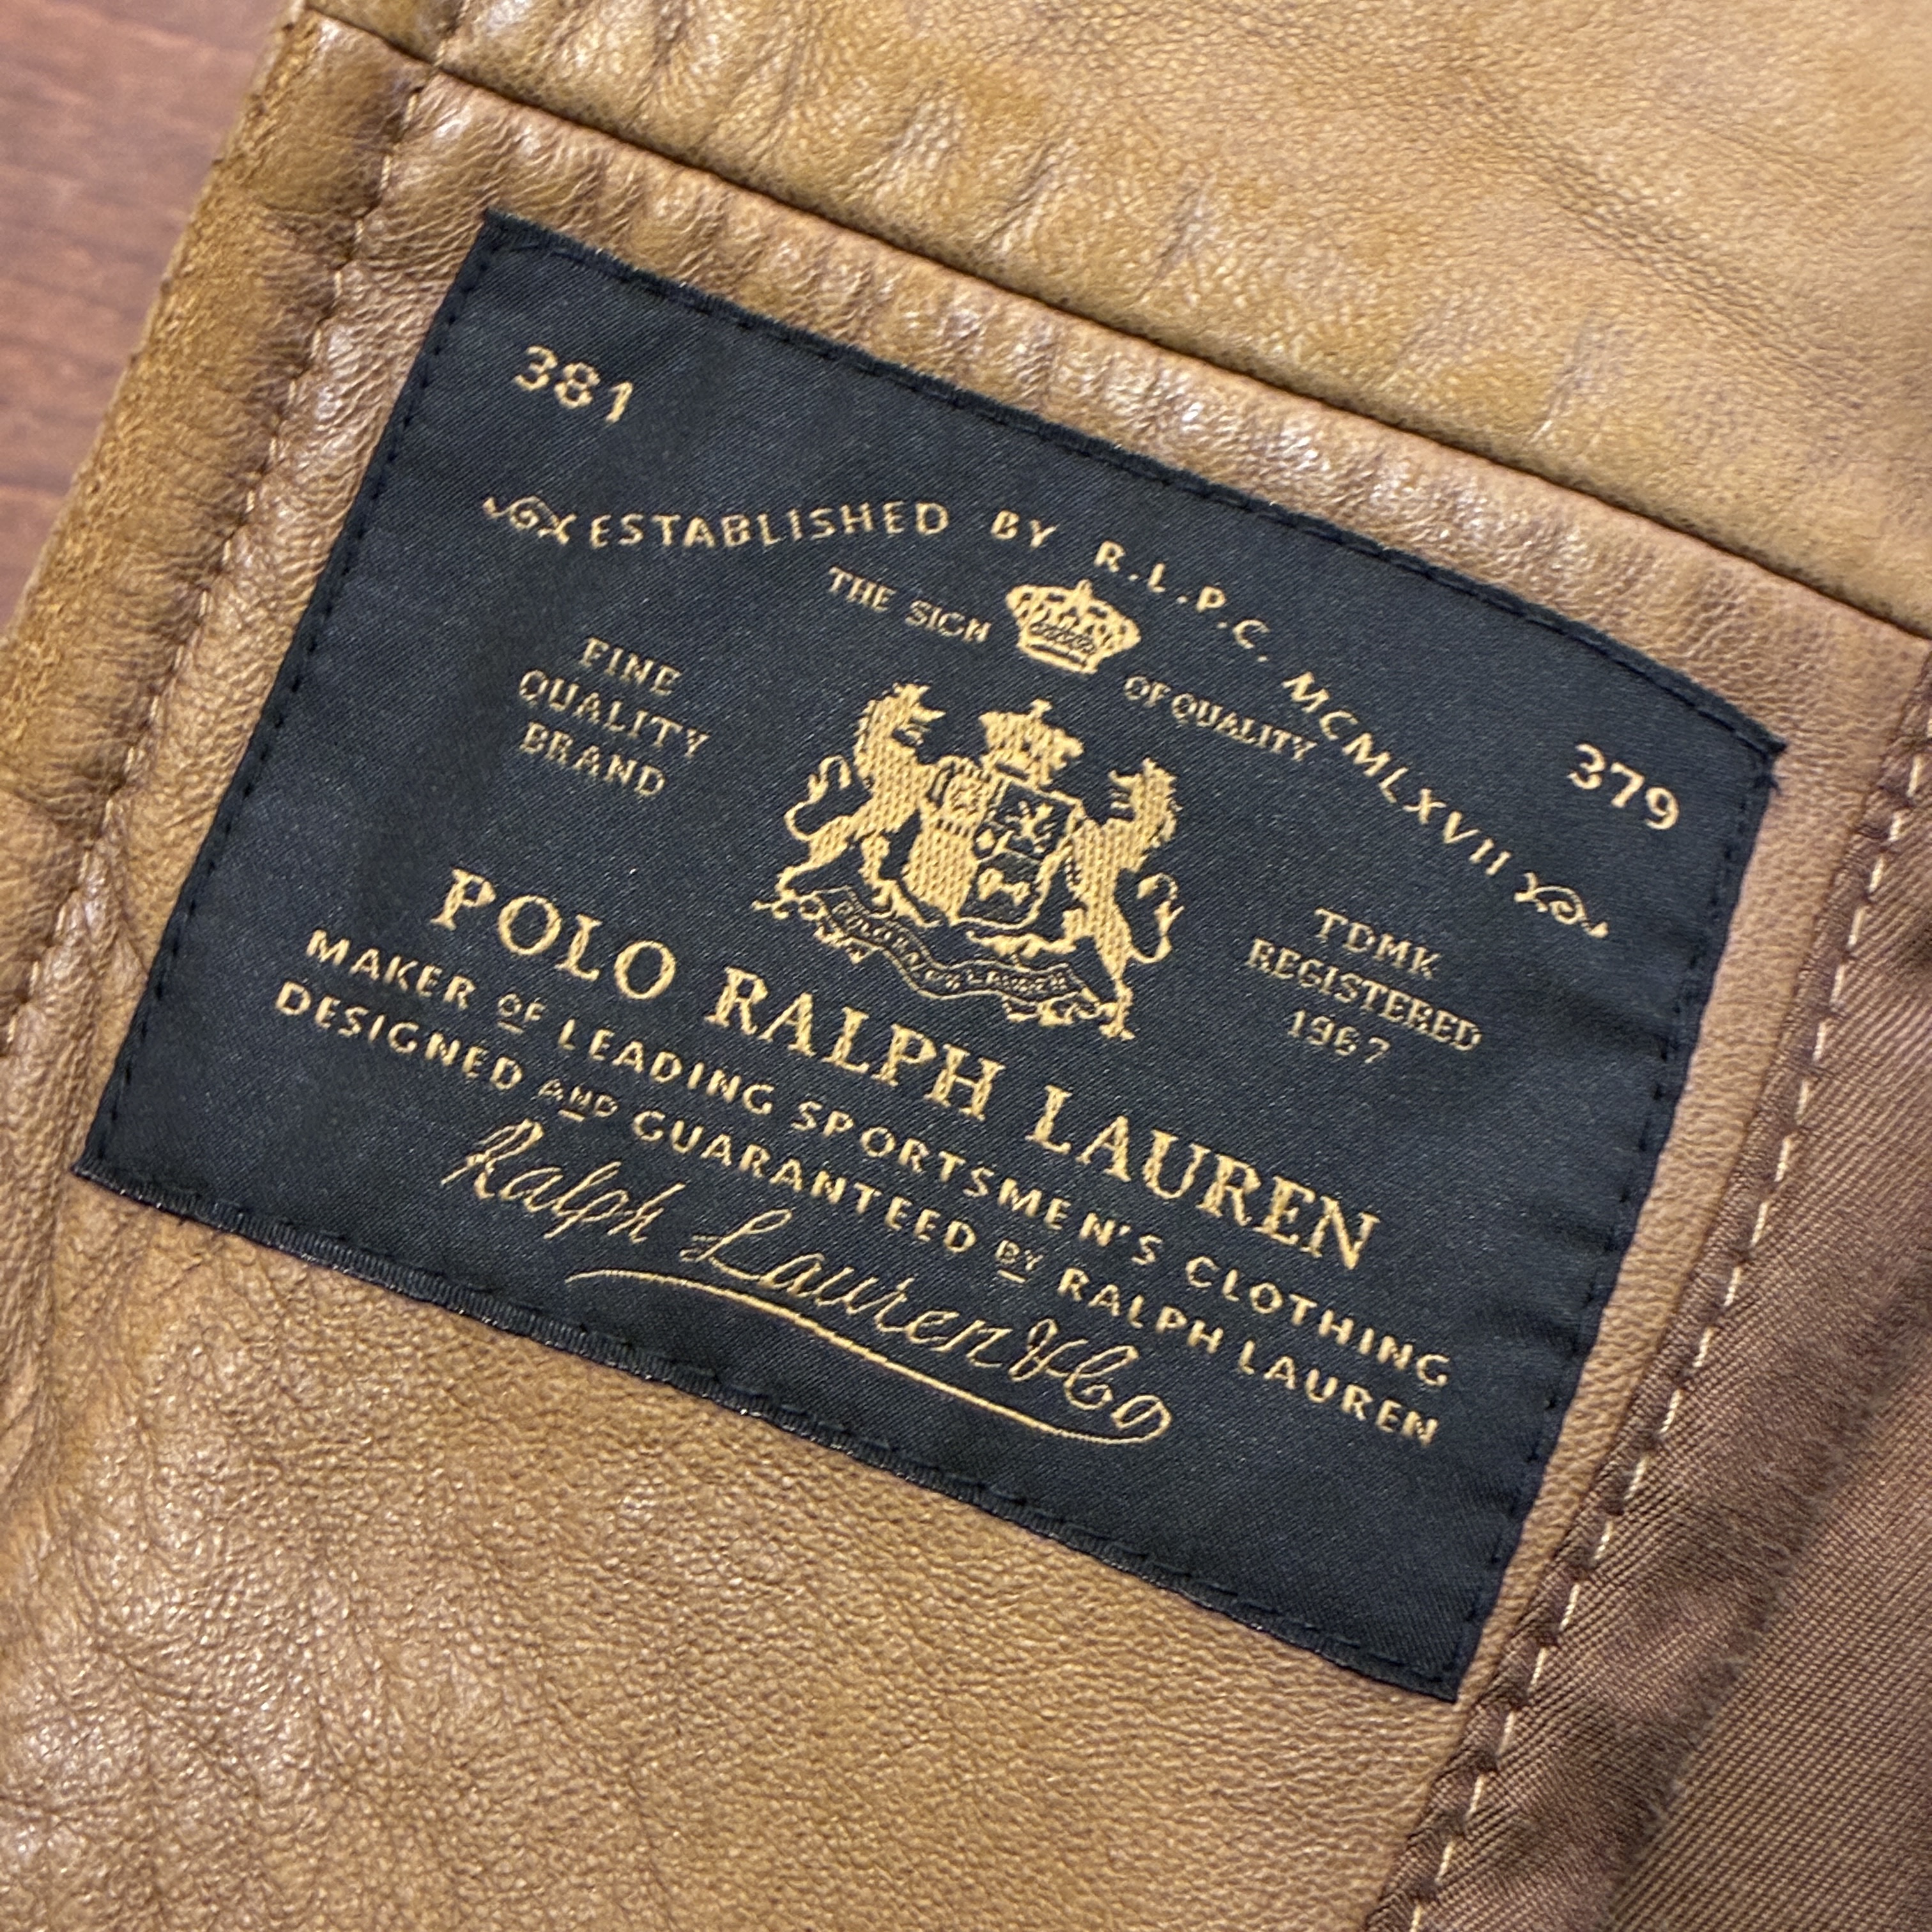 381
379
ESTABLISHED BY R.L.P.C. MCMLXVII
THE SIGN OF QUALITY
FINE
QUALITY
BRAND
TDMK
REGISTERED
1967
POLO RALPH LAUREN
MAKER OF LEADING SPORTSMEN'S CLOTHING
DESIGNED AND GUARANTEED BY RALPH LAUREN
Ralph Lauren & Co